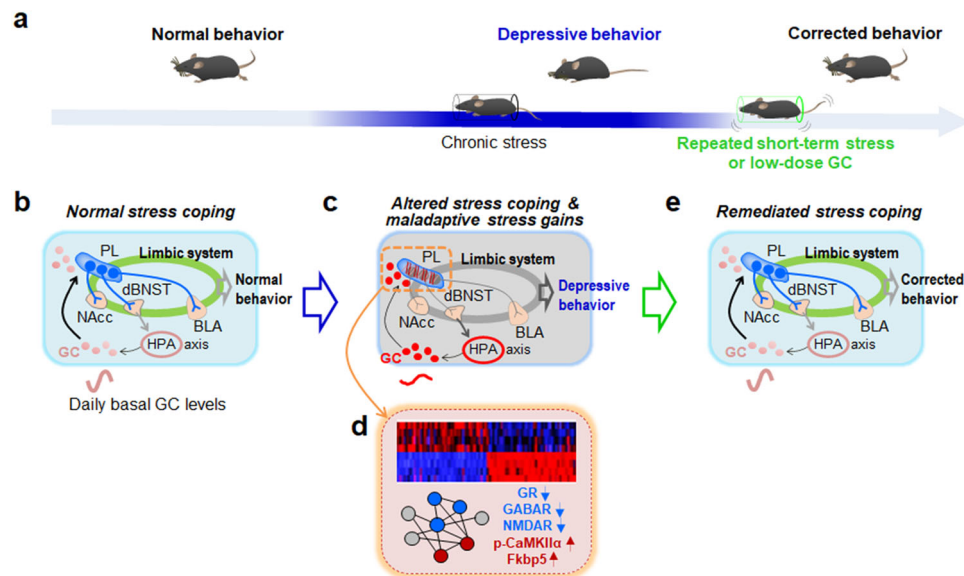 a
Normal behavior
Depressive behavior
Corrected behavior
Chronic stress
Repeated short-term stress
or low-dose GC
b
Normal stress coping
PL
Limbic system
dBNST
NAcc
BLA
GC
HPA
axis
Normal
behavior
Daily basal GC levels
c
Altered stress coping &
maladaptive stress gains
PL
Limbic system
dBNST
NAcc
BLA
GC
HPA
axis
Depressive
behavior
d
GR
GABAR
NMDAR
p-CaMKIIα
Fkbp5
e
Remediated stress coping
PL
Limbic system
dBNST
NAcc
BLA
GC
HPA
axis
Corrected
behavior